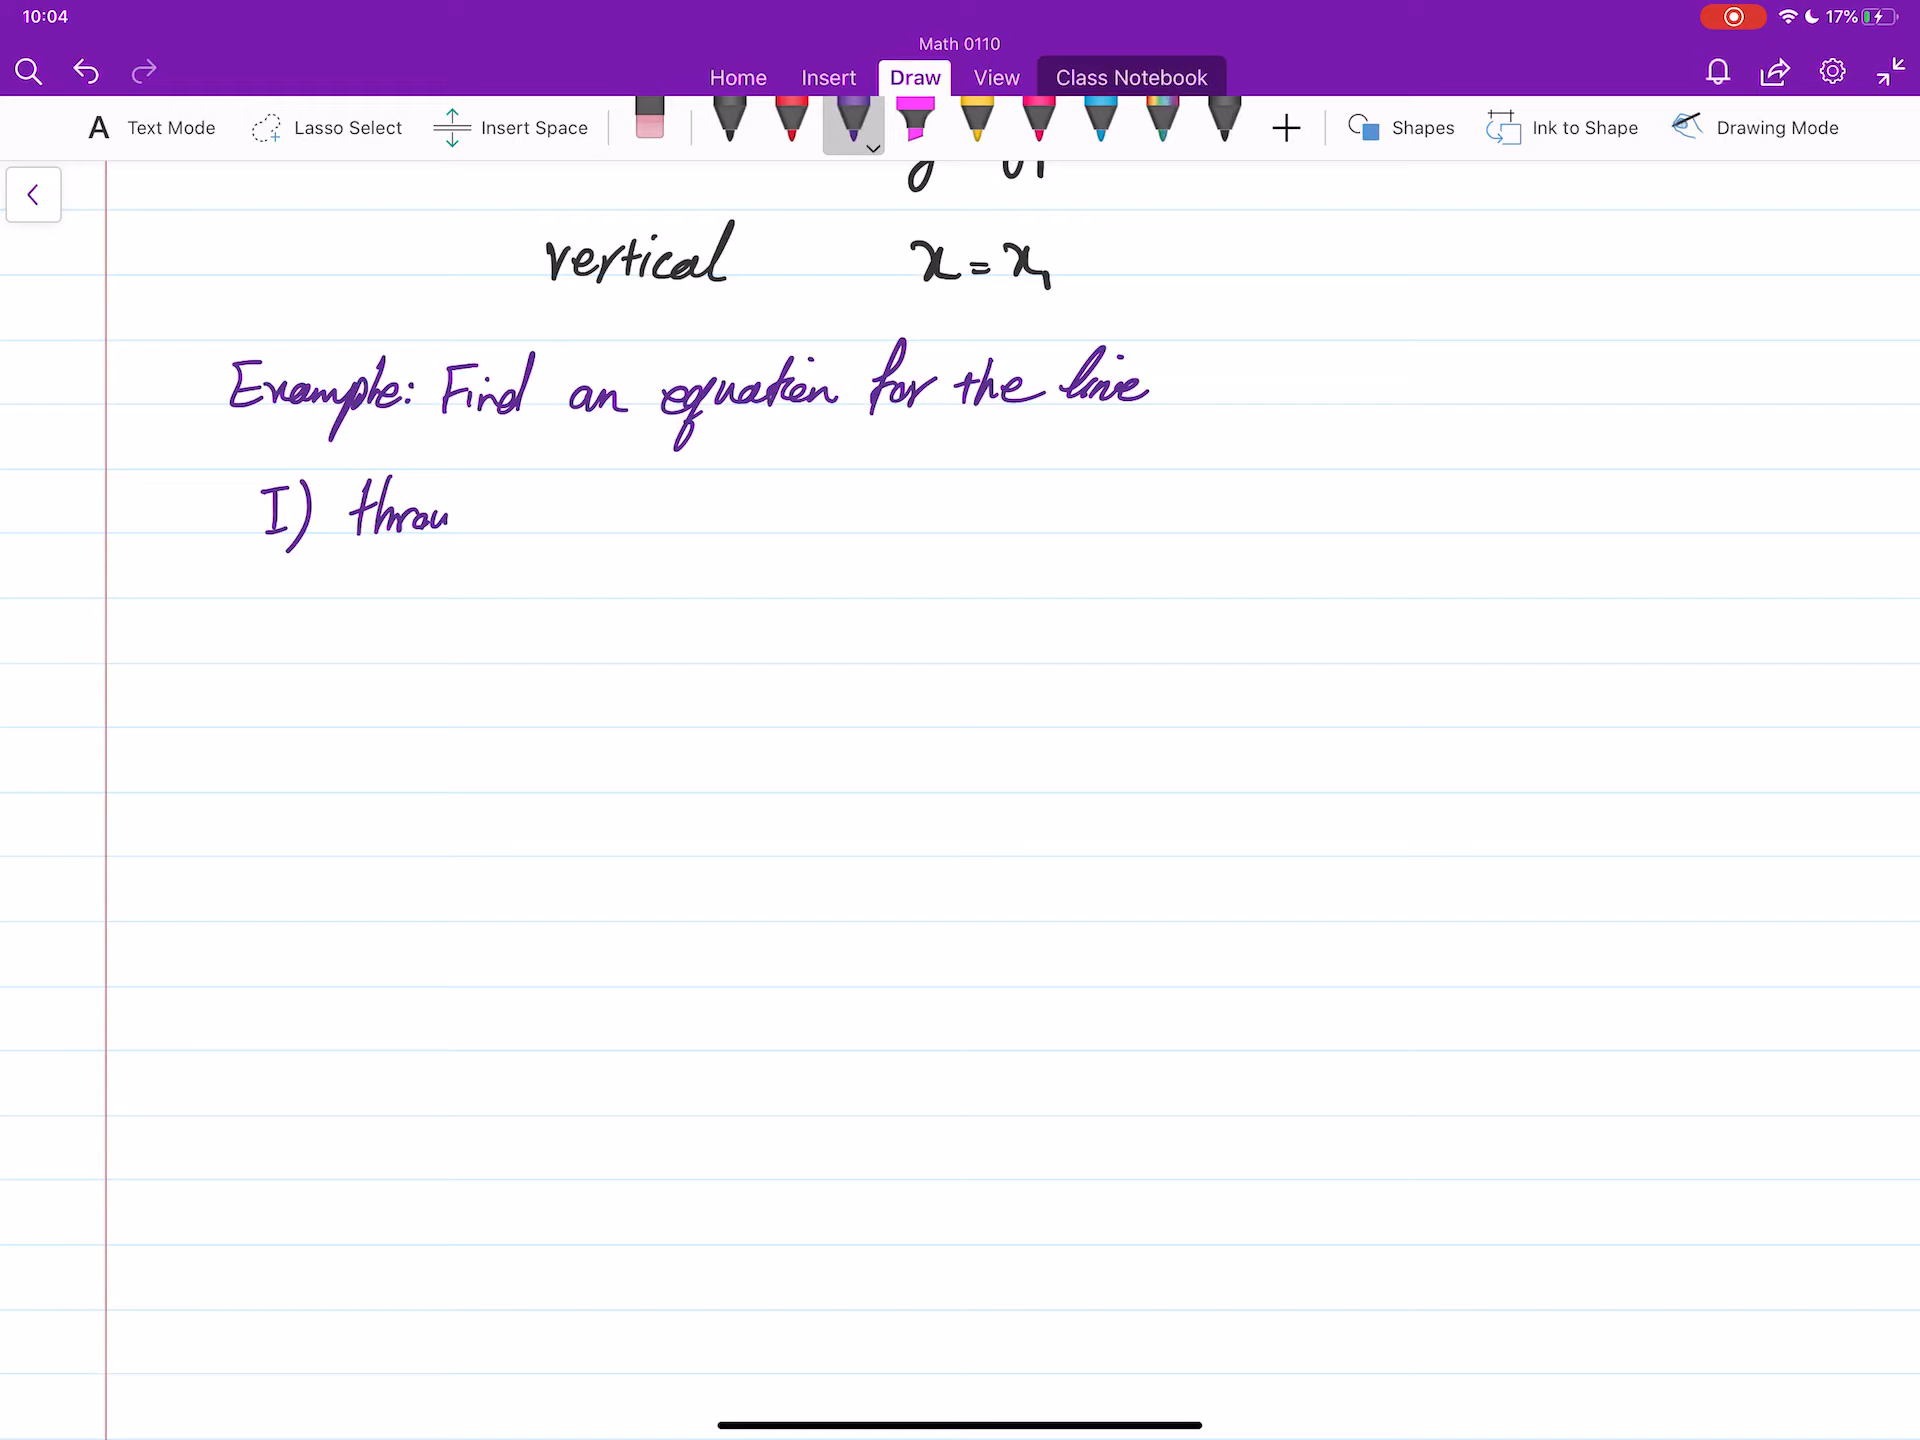 10:04
17%
Math 0110
Home Insert Draw View Class Notebook
A Text Mode Lasso Select Insert Space Shapes Ink to Shape Drawing Mode
vertical x = x₁
Example: Find an equation for the line
I) throu